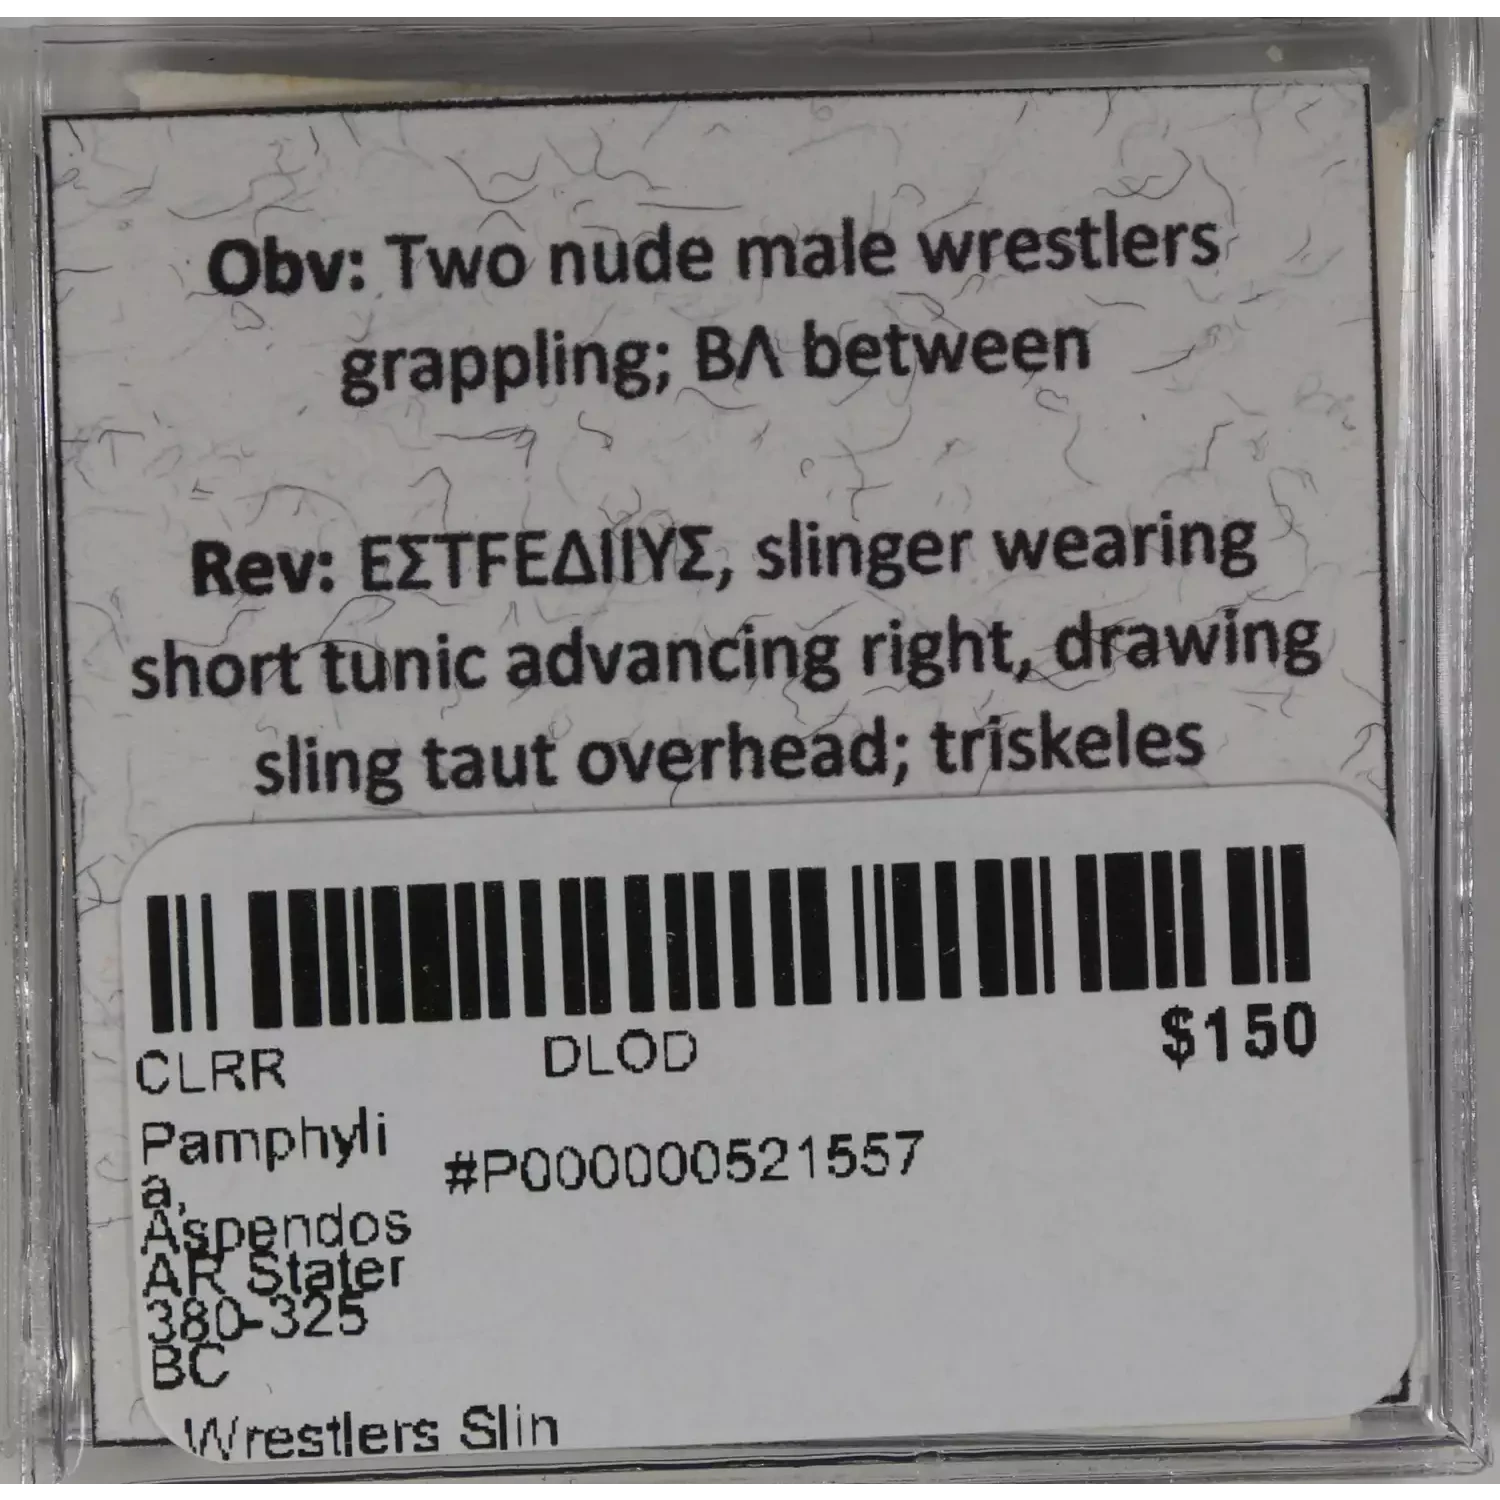 Obv: Two nude male wrestlers
grappling; BΛ between
Rev: ΕΣΤFΕΔΙΙΥΣ, slinger wearing
short tunic advancing right, drawing
sling taut overhead; triskeles
CLRR DLOD $150
Pamphyli
a,
#P000000521557
Aspendos
AR Stater
380-325
BC
Wrestlers Slin